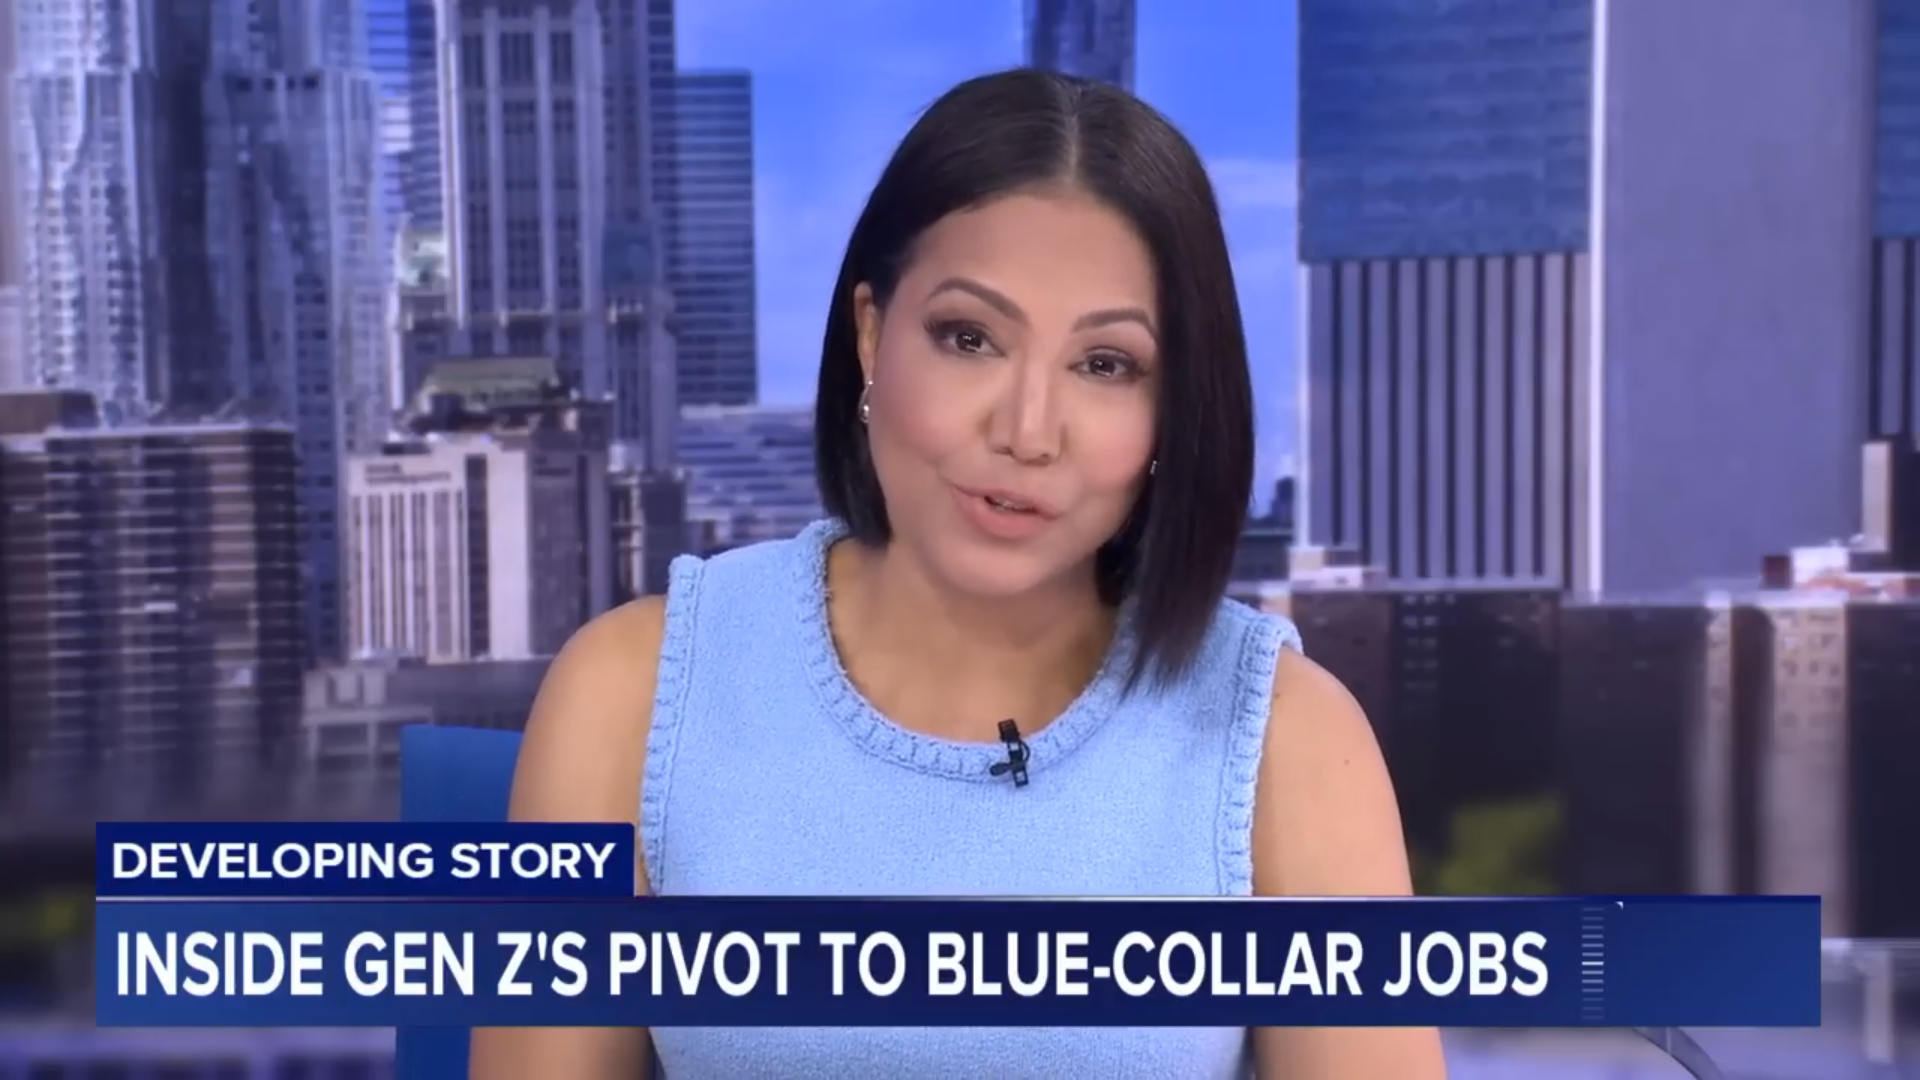 DEVELOPING STORY
INSIDE GEN Z'S PIVOT TO BLUE-COLLAR JOBS